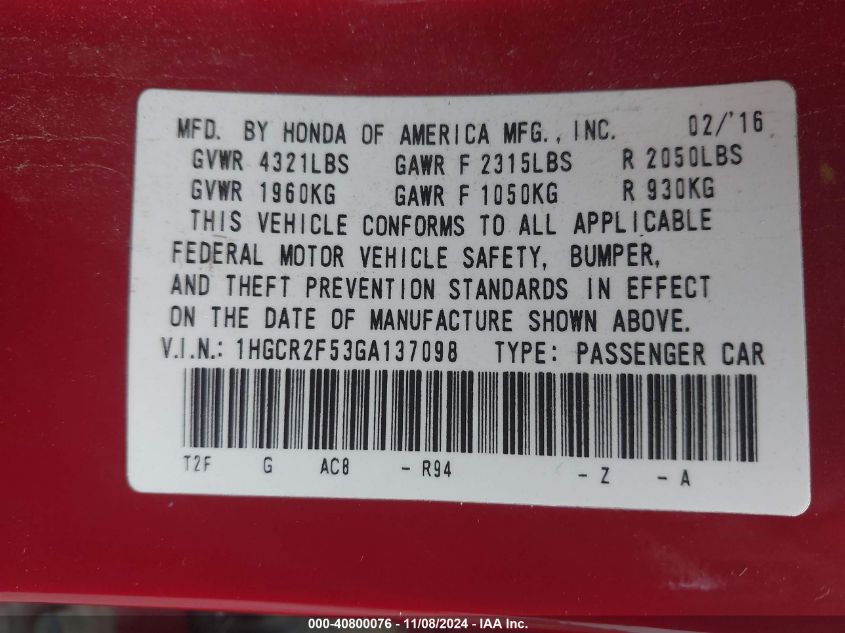 MFD. BY HONDA OF AMERICA MFG., INC. 02/'16
GVWR 4321LBS GAWR F 2315LBS R 2050LBS
GVWR 1960KG GAWR F 1050KG R 930KG
THIS VEHICLE CONFORMS TO ALL APPLICABLE
FEDERAL MOTOR VEHICLE SAFETY, BUMPER,
AND THEFT PREVENTION STANDARDS IN EFFECT
ON THE DATE OF MANUFACTURE SHOWN ABOVE.
V.I.N.: 1HGCR2F53GA137098 TYPE: PASSENGER CAR
T2F G AC8 - R94 - Z - A
000-40800076 - 11/08/2024 - IAA Inc.